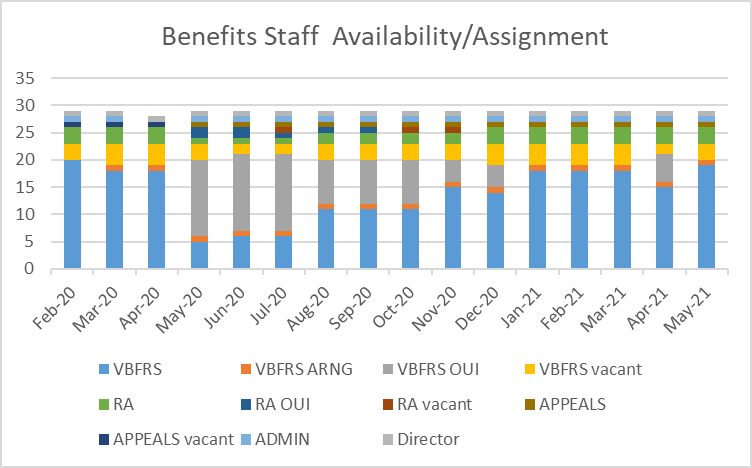 Benefits Staff  Availability/Assignment
35
30
25
20
15
10
5
0
Feb-20 Mar-20 Apr-20 May-20 Jun-20 Jul-20 Aug-20 Sep-20 Oct-20 Nov-20 Dec-20 Jan-21 Feb-21 Mar-21 Apr-21 May-21
VBFRS VBFRS ARNG VBFRS OUI VBFRS vacant
RA RA OUI RA vacant APPEALS
APPEALS vacant ADMIN Director